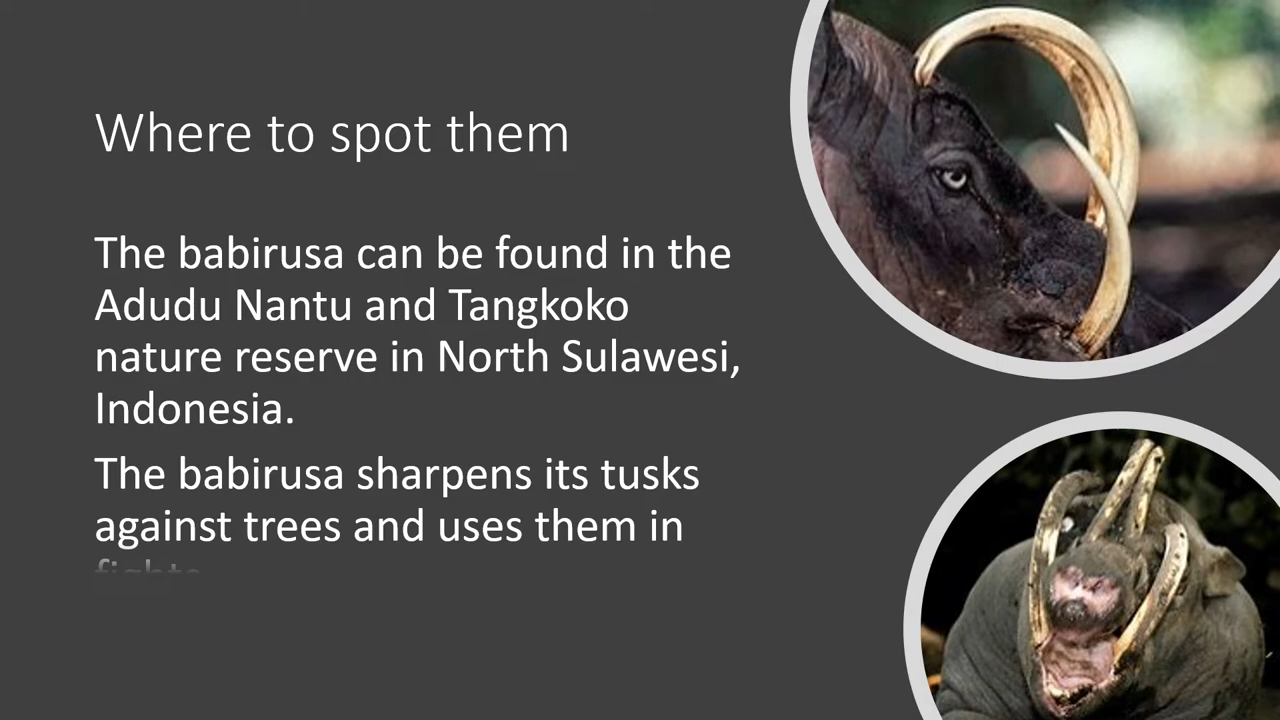 Where to spot them
The babirusa can be found in the
Adudu Nantu and Tangkoko
nature reserve in North Sulawesi,
Indonesia.
The babirusa sharpens its tusks
against trees and uses them in